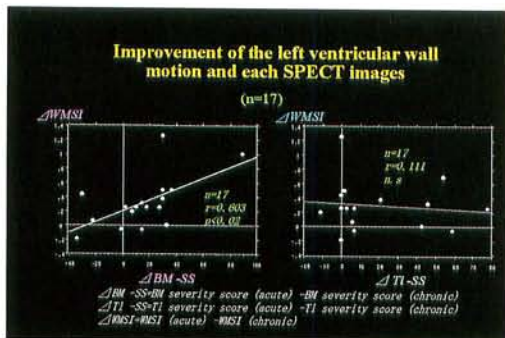 Improvement of the left ventricular wall
motion and each SPECT images
(n=17)
⊿WMSI
⊿WMSI
n=17
r=0, 603
p<0, 02
n=17
r=0, 111
n. s
⊿BM -SS
⊿Tl -SS
⊿BM -SS=BM severity score (acute) -BM severity score (chronic)
⊿Tl -SS=Tl severity score (acute) -Tl severity score (chronic)
⊿WMSI=WMSI (acute) -WMSI (chronic)